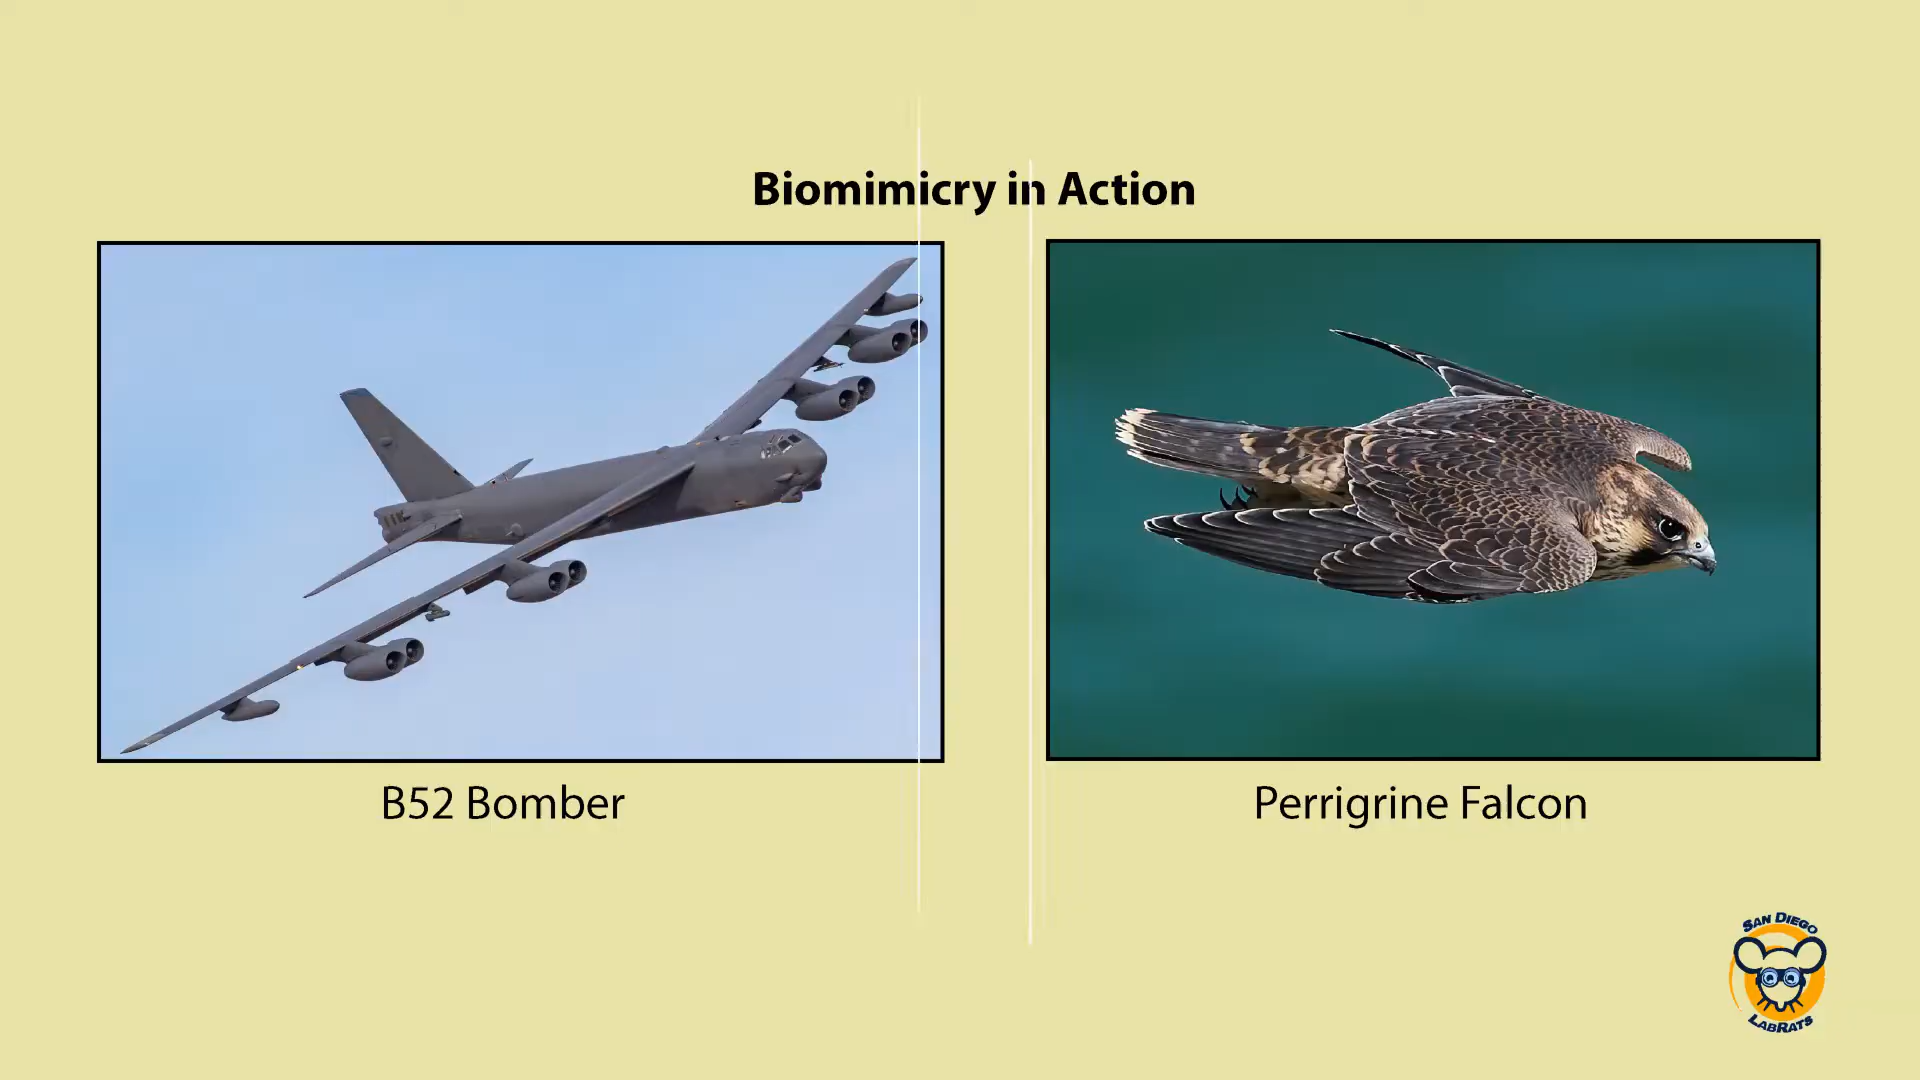 Biomimicry in Action
B52 Bomber
Perrigrine Falcon
SAN DIEGO
LABRATS